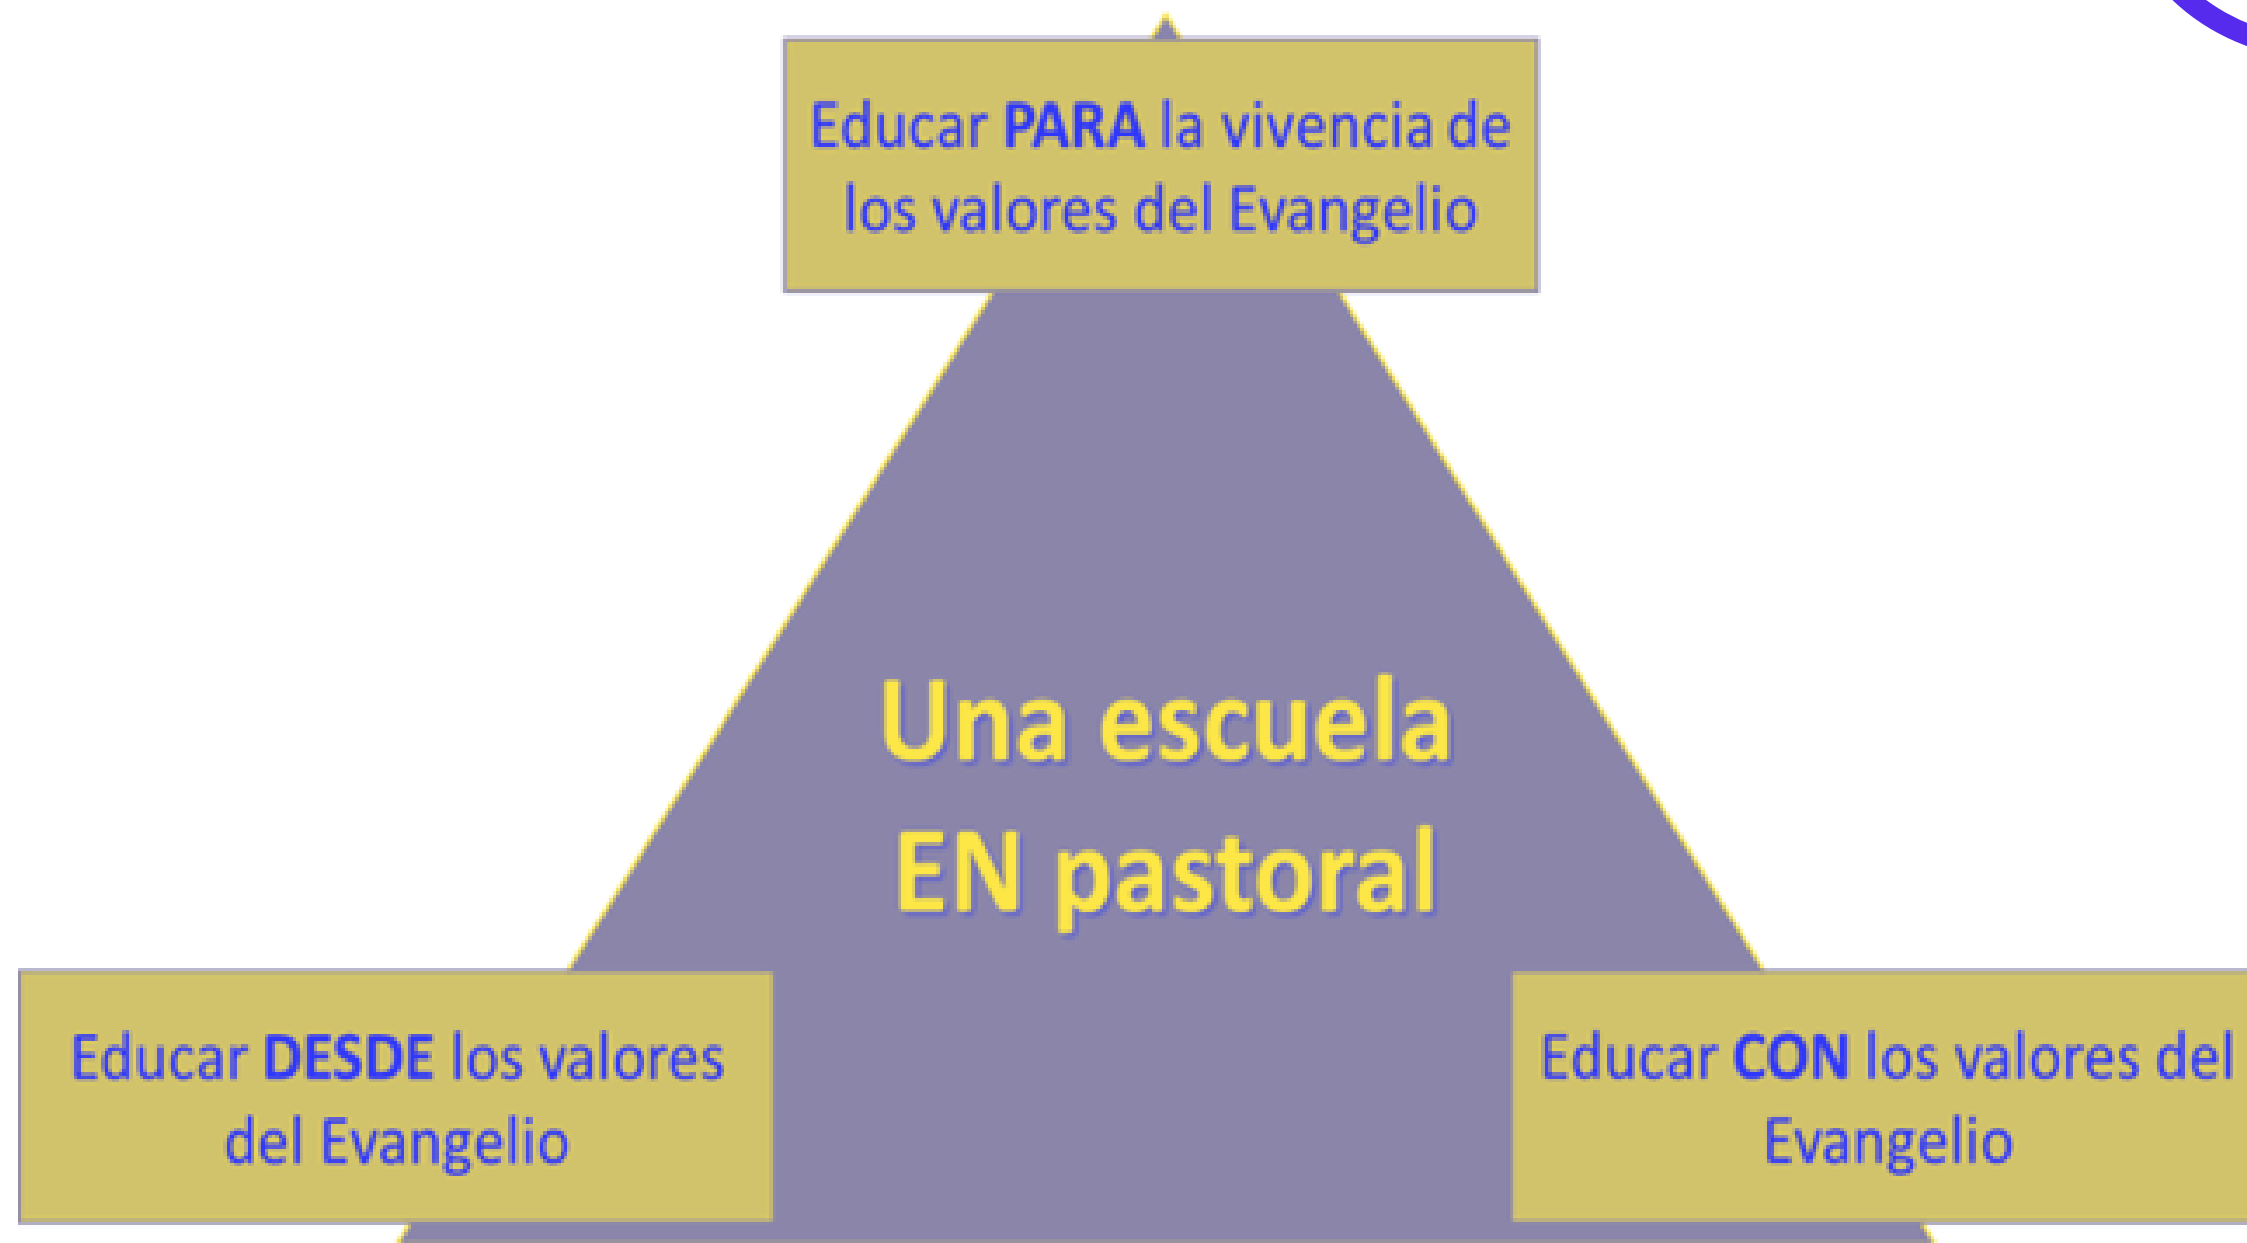 Educar PARA la vivencia de
los valores del Evangelio
Una escuela
EN pastoral
Educar DESDE los valores
del Evangelio
Educar CON los valores del
Evangelio